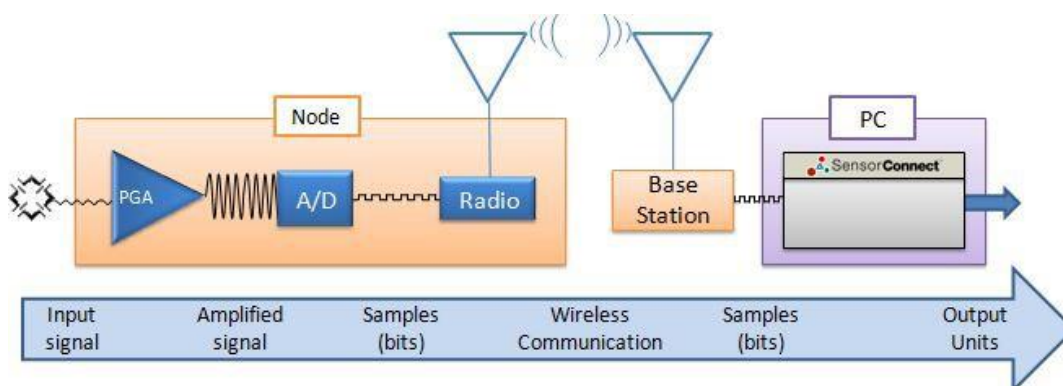 Node
PC
SensorConnect
PGA
A/D
Radio
Base
Station
Input
signal
Amplified
signal
Samples
(bits)
Wireless
Communication
Samples
(bits)
Output
Units